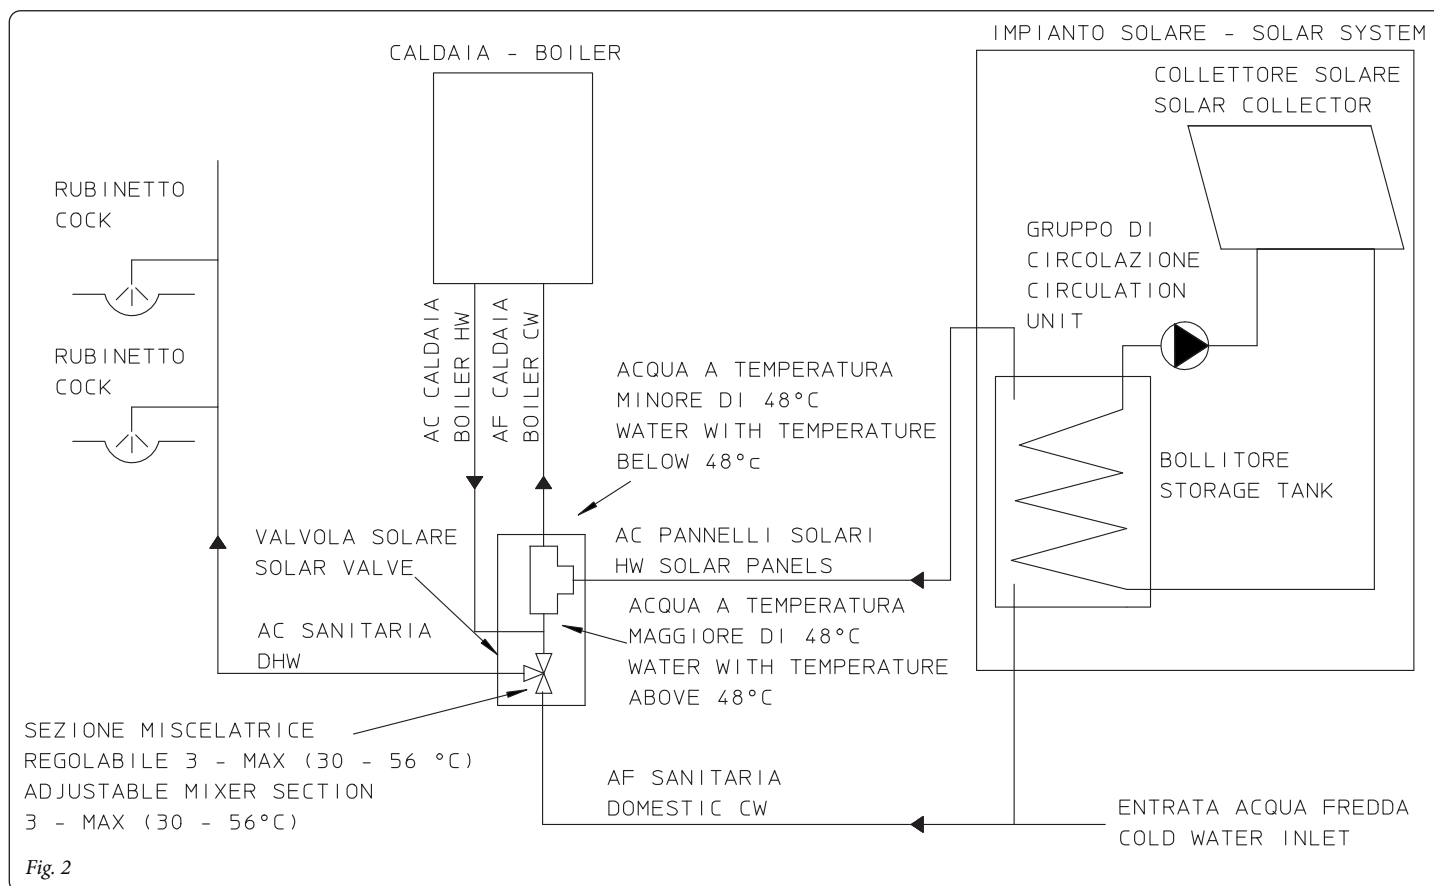 IMPIANTO SOLARE - SOLAR SYSTEM
CALDAIA - BOILER
COLLETTORE SOLARE
SOLAR COLLECTOR
RUBINETTO
COCK
GRUPPO DI
CIRCOLAZIONE
CIRCULATION
UNIT
AC CALDAIA
BOILER HW
AF CALDAIA
BOILER CW
RUBINETTO
COCK
ACQUA A TEMPERATURA
MINORE DI 48°C
WATER WITH TEMPERATURE
BELOW 48°c
BOLLITORE
STORAGE TANK
VALVOLA SOLARE
SOLAR VALVE
AC PANNELLI SOLARI
HW SOLAR PANELS
AC SANITARIA
DHW
ACQUA A TEMPERATURA
MAGGIORE DI 48°C
WATER WITH TEMPERATURE
ABOVE 48°C
SEZIONE MISCELATRICE
REGOLABILE 3 - MAX (30 - 56 °C)
ADJUSTABLE MIXER SECTION
3 - MAX (30 - 56°C)
AF SANITARIA
DOMESTIC CW
ENTRATA ACQUA FREDDA
COLD WATER INLET
Fig. 2